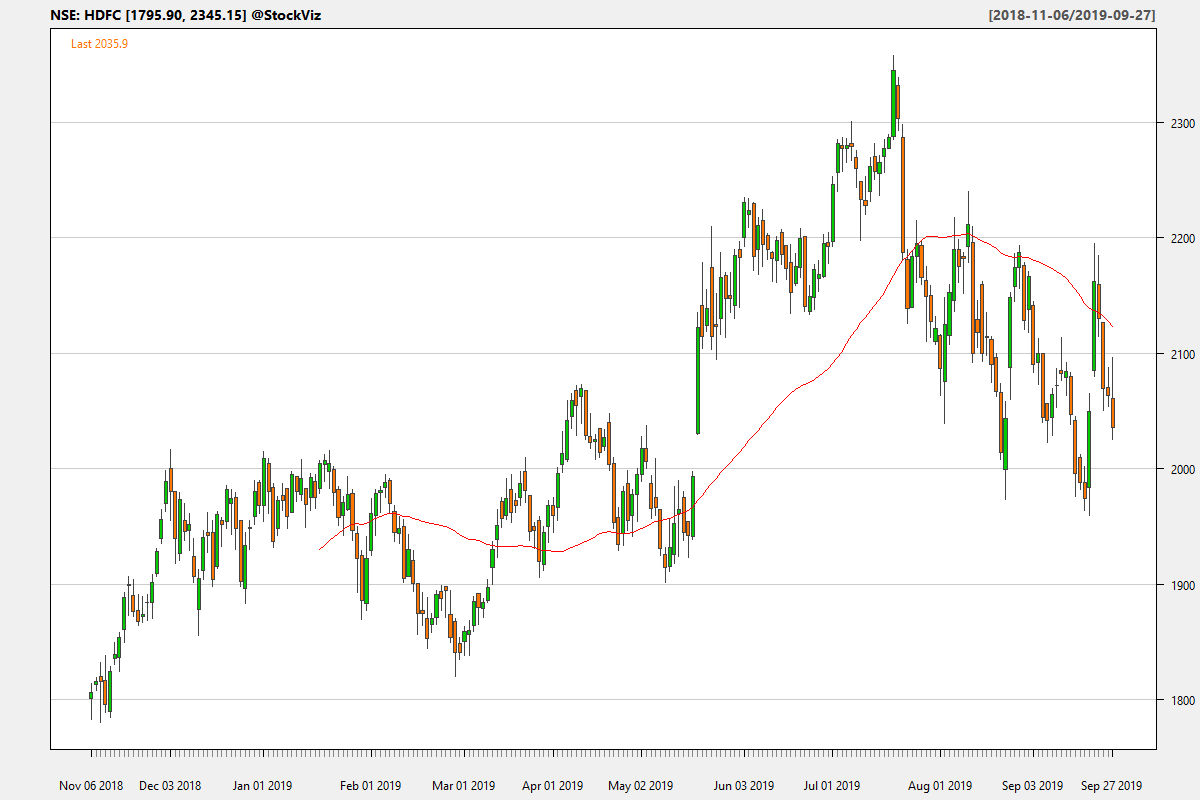 NSE: HDFC [1795.90, 2345.15] @StockViz [2018-11-06/2019-09-27]
Last 2035.9
2300
2200
2100
2000
1900
1800
Nov 06 2018 Dec 03 2018 Jan 01 2019 Feb 01 2019 Mar 01 2019 Apr 01 2019 May 02 2019 Jun 03 2019 Jul 01 2019 Aug 01 2019 Sep 03 2019 Sep 27 2019